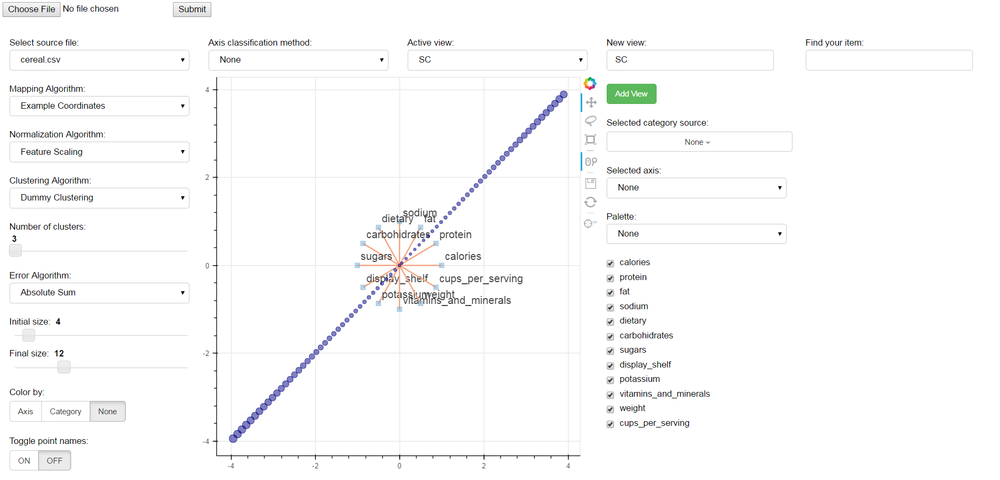 Choose File No file chosen Submit
Select source file:
cereal.csv
Axis classification method:
None
Active view:
SC
New view:
SC
Find your item:
Mapping Algorithm:
Example Coordinates
Normalization Algorithm:
Feature Scaling
Clustering Algorithm:
Dummy Clustering
Number of clusters:
3
Error Algorithm:
Absolute Sum
Initial size: 4
Final size: 12
Color by:
Axis Category None
Toggle point names:
ON OFF
4
2
0
-2
-4
-4 -2 0 2 4
sodium
dietary fat
carbohidrates protein
sugars calories
display_shelf cups_per_serving
potassium weight
vitamins_and_minerals
Add View
Selected category source:
None
Selected axis:
None
Palette:
None
calories
protein
fat
sodium
dietary
carbohidrates
sugars
display_shelf
potassium
vitamins_and_minerals
weight
cups_per_serving